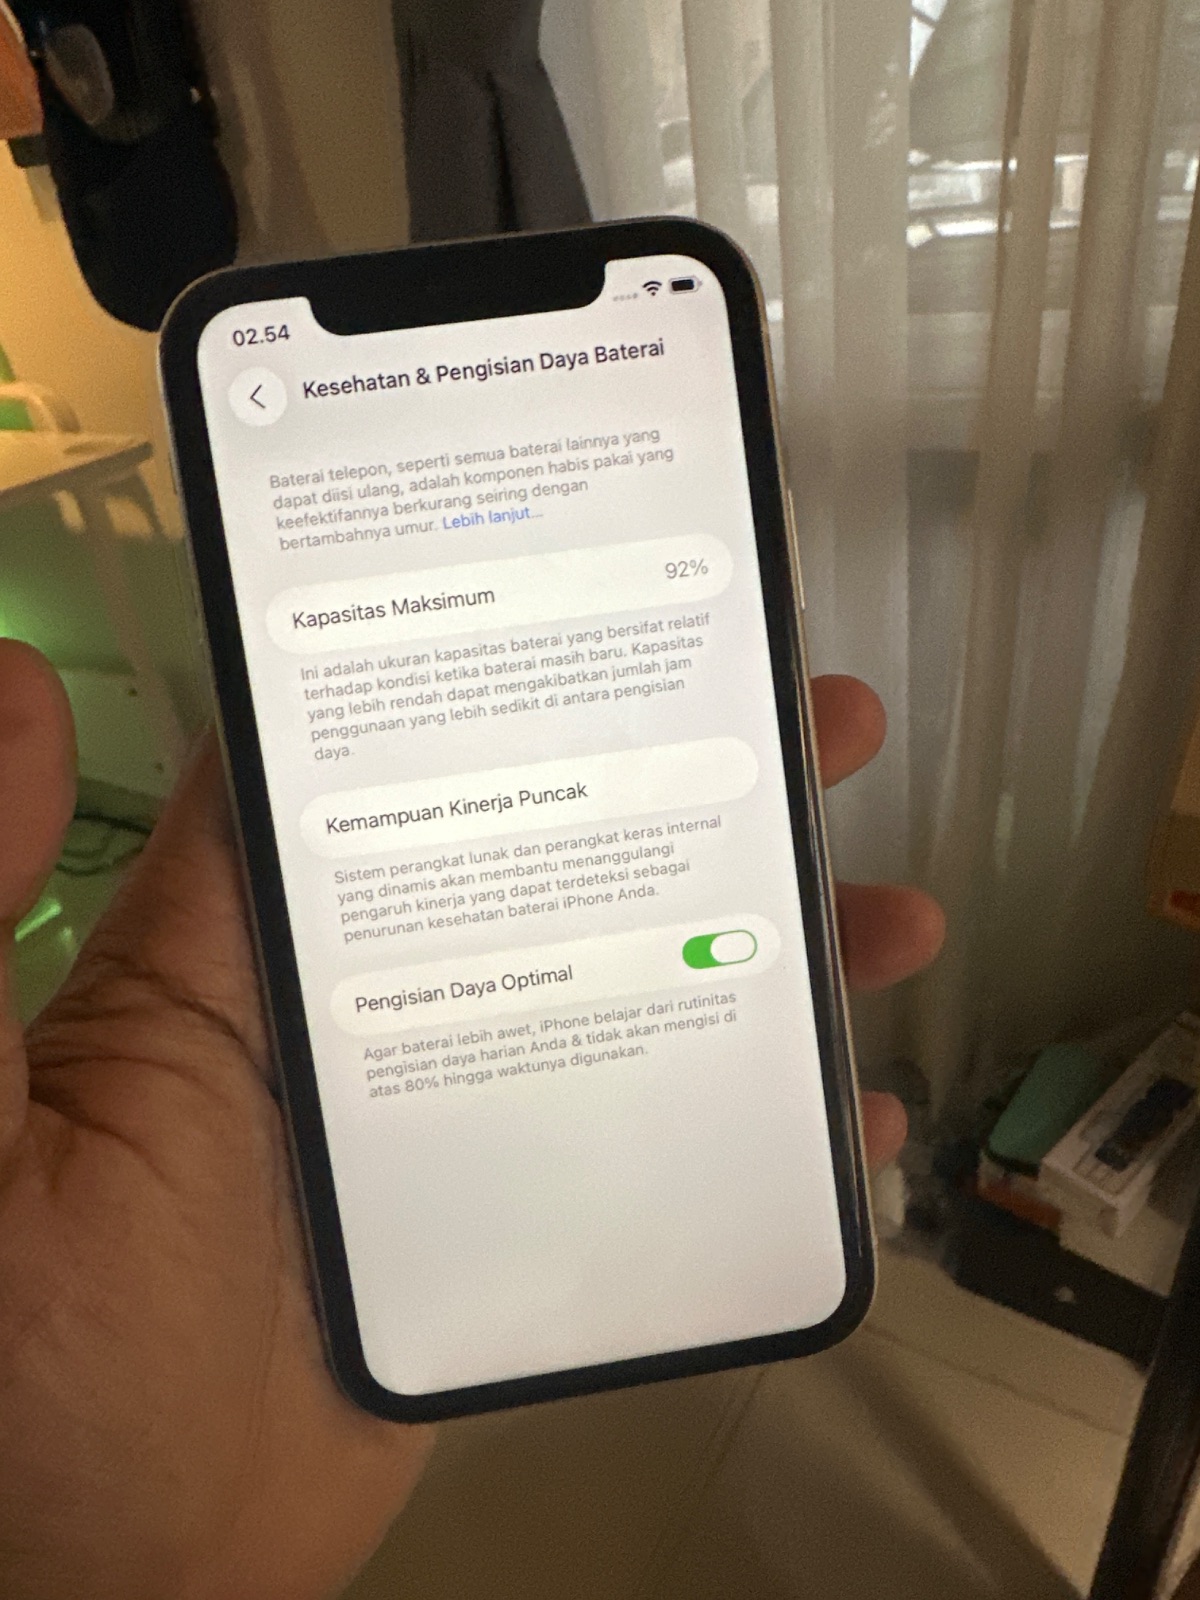 02.54
Kesehatan & Pengisian Daya Baterai
Baterai telepon, seperti semua baterai lainnya yang
dapat diisi ulang, adalah komponen habis pakai yang
keefektifannya berkurang seiring dengan
bertambahnya umur. Lebih lanjut...
Kapasitas Maksimum 92%
Ini adalah ukuran kapasitas baterai yang bersifat relatif
terhadap kondisi ketika baterai masih baru. Kapasitas
yang lebih rendah dapat mengakibatkan jumlah jam
penggunaan yang lebih sedikit di antara pengisian
daya.
Kemampuan Kinerja Puncak
Sistem perangkat lunak dan perangkat keras internal
yang dinamis akan membantu menanggulangi
pengaruh kinerja yang dapat terdeteksi sebagai
penurunan kesehatan baterai iPhone Anda.
Pengisian Daya Optimal
Agar baterai lebih awet, iPhone belajar dari rutinitas
pengisian daya harian Anda & tidak akan mengisi di
atas 80% hingga waktunya digunakan.